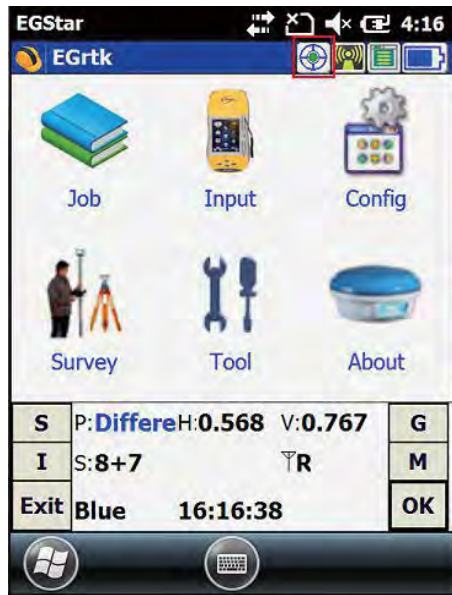 EGStar 4:16
EGrtk
Job Input Config
Survey Tool About
S P:Differe H:0.568 V:0.767 G
I S:8+7 R M
Exit Blue 16:16:38 OK